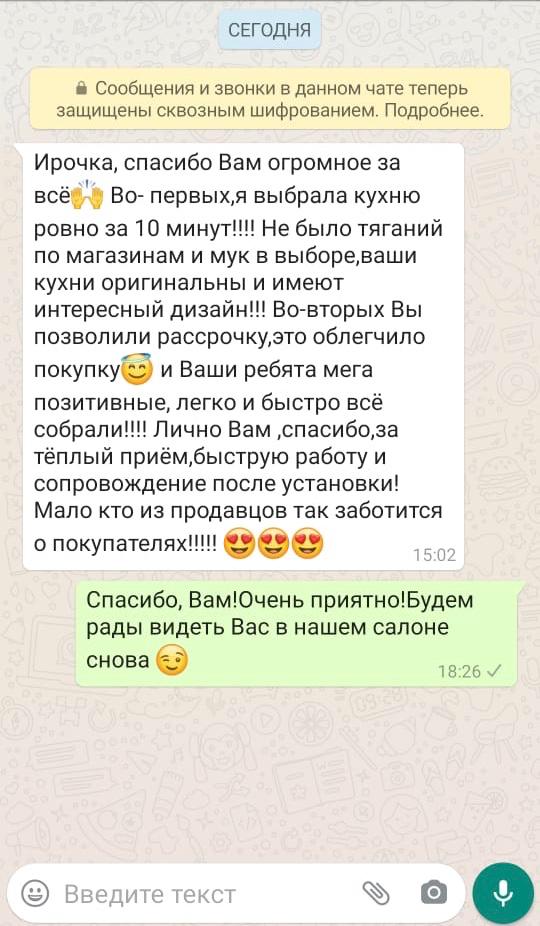 СЕГОДНЯ
Сообщения и звонки в данном чате теперь
защищены сквозным шифрованием. Подробнее.
Ирочка, спасибо Вам огромное за
всё🙌 Во- первых,я выбрала кухню
ровно за 10 минут!!!! Не было тяганий
по магазинам и мук в выборе,ваши
кухни оригинальны и имеют
интересный дизайн!!! Во-вторых Вы
позволили рассрочку,это облегчило
покупку😇 и Ваши ребята мега
позитивные, легко и быстро всё
собрали!!!! Лично Вам ,спасибо,за
тёплый приём,быструю работу и
сопровождение после установки!
Мало кто из продавцов так заботится
о покупателях!!!!! 😍😍😍
15:02
Спасибо, Вам!Очень приятно!Будем
рады видеть Вас в нашем салоне
снова 😉
18:26
Введите текст